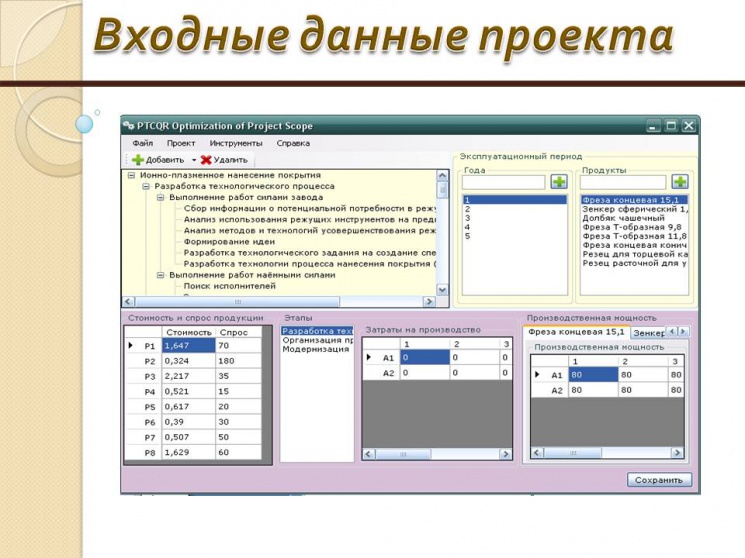 Входные данные проекта
PTCQR Optimization of Project Scope
Файл Проект Инструменты Справка
Добавить Удалить
Ионно-плазменное нанесение покрытия
Разработка технологического процесса
Выполнение работ силами завода
Сбор информации о потенциальной потребности в реж
Анализ использования режущих инструментов на пред
Анализ методов и технологий усовершенствования реж
Формирование идеи
Разработка технологического задания на создание спе
Разработка технологии процесса нанесения покрытия (
Выполнение работ наёнными силами
Поиск исполнителей
Эксплуатационный период
Года
1
2
3
4
5
Продукты
Фреза концевая 15,1
Зенкер сферический 1,
Долбяк чашечный
Фреза Т-образная 9,8
Фреза Т-образная 11,8
Фреза концевая конич
Резец для торцевой ка
Резец расточной для у
Стоимость и спрос продукции
Стоимость Спрос
P1 1,647 70
P2 0,324 180
P3 2,217 35
P4 0,521 15
P5 0,617 20
P6 0,39 30
P7 0,507 50
P8 1,629 60
Этапы
Разработка техн
Организация пр
Модернизация
Затраты на производство
1 2 3
A1 0 0 0
A2 0 0 0
Производственная мощность
Фреза концевая 15,1 Зенкер
Производственная мощность
1 2 3
A1 80 80 80
A2 80 80 80
Сохранить